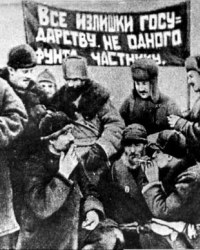 ВСЕ ИЗЛИШКИ ГОСУ=
ДАРСТВУ. НЕ ОДНОГО
ФУНТА ЧАСТНИКУ.